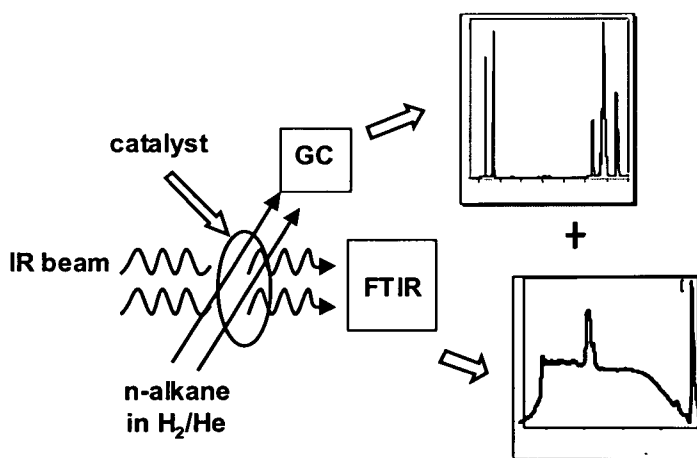 catalyst
GC
IR beam
FTIR
+
n-alkane
in H₂/He